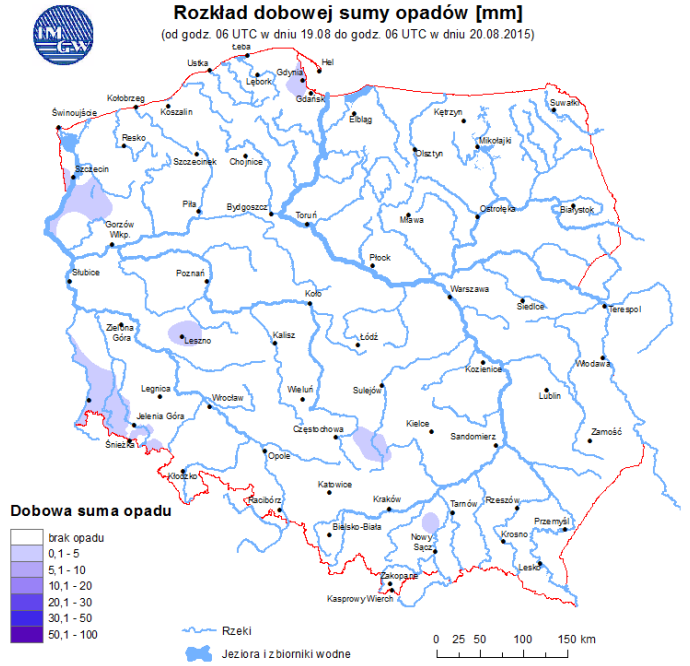 IM
GW
Rozkład dobowej sumy opadów [mm]
(od godz. 06 UTC w dniu 19.08 do godz. 06 UTC w dniu 20.08.2015)
Łeba
Ustka
Hel
Gdynia
Lębork
Gdańsk
Kołobrzeg
Koszalin
Suwałki
Świnoujście
Elbląg
Kętrzyn
Resko
Mikołajki
Olsztyn
Szczecinek
Chojnice
Szczecin
Piła
Bydgoszcz
Toruń
Mława
Ostrołęka
Białystok
Gorzów
Wlkp.
Płock
Słubice
Poznań
Koło
Warszawa
Siedlce
Terespol
Zielona
Góra
Leszno
Kalisz
Łódź
Kozienice
Włodawa
Legnica
Wrocław
Wieluń
Sulejów
Lublin
Jelenia Góra
Kielce
Częstochowa
Sandomierz
Zamość
Śnieżka
Opole
Kłodzko
Katowice
Racibórz
Kraków
Tarnów
Rzeszów
Przemyśl
Bielsko-Biała
Nowy
Sącz
Krosno
Lesko
Zakopane
Kasprowy Wierch
Dobowa suma opadu
brak opadu
0,1 - 5
5,1 - 10
10,1 - 20
20,1 - 30
30,1 - 50
50,1 - 100
Rzeki
Jeziora i zbiorniki wodne
0 25 50 100 150 km